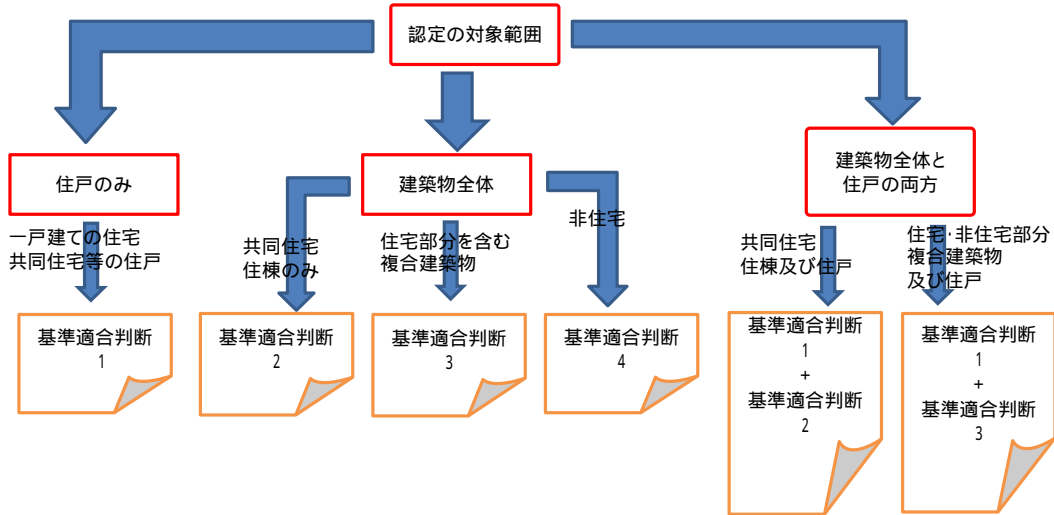 認定の対象範囲
住戸のみ
建築物全体
建築物全体と
住戸の両方
一戸建ての住宅
共同住宅等の住戸
共同住宅
住棟のみ
住宅部分を含む
複合建築物
非住宅
共同住宅
住棟及び住戸
住宅・非住宅部分
複合建築物
及び住戸
基準適合判断
1
基準適合判断
2
基準適合判断
3
基準適合判断
4
基準適合判断
1
+
基準適合判断
2
基準適合判断
1
+
基準適合判断
3